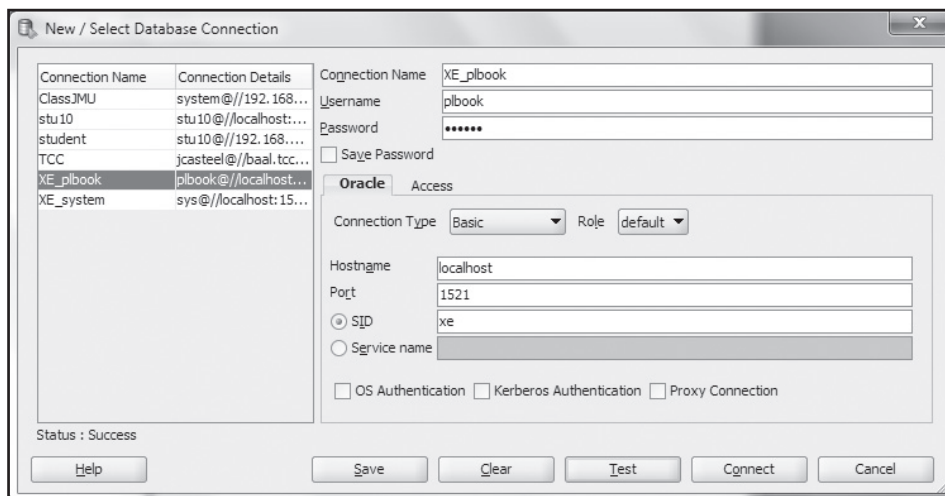 New / Select Database Connection
Connection Name Connection Details
ClassJMU system@//192.168...
stu10 stu10@//localhost:...
student stu10@//192.168....
TCC jcasteel@//baal.tcc...
XE_plbook plbook@//localhost...
XE_system sys@//localhost:15...
Status : Success
Connection Name XE_plbook
Username plbook
Password ••••••
Save Password
Oracle Access
Connection Type Basic Role default
Hostname localhost
Port 1521
SID xe
Service name
OS Authentication Kerberos Authentication Proxy Connection
Help Save Clear Test Connect Cancel